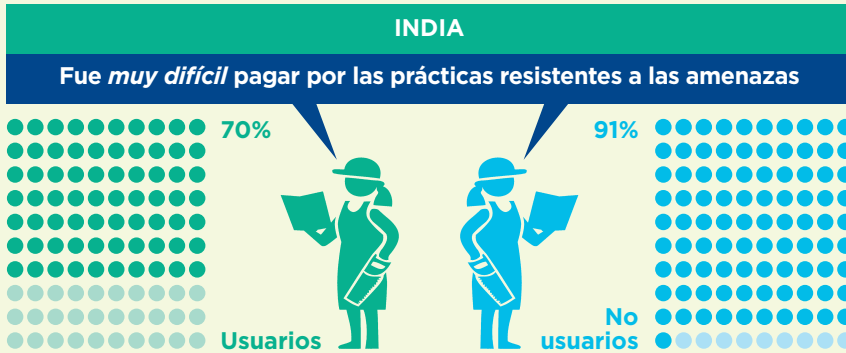 INDIA
Fue muy difícil pagar por las prácticas resistentes a las amenazas
70%
91%
Usuarios
No
usuarios